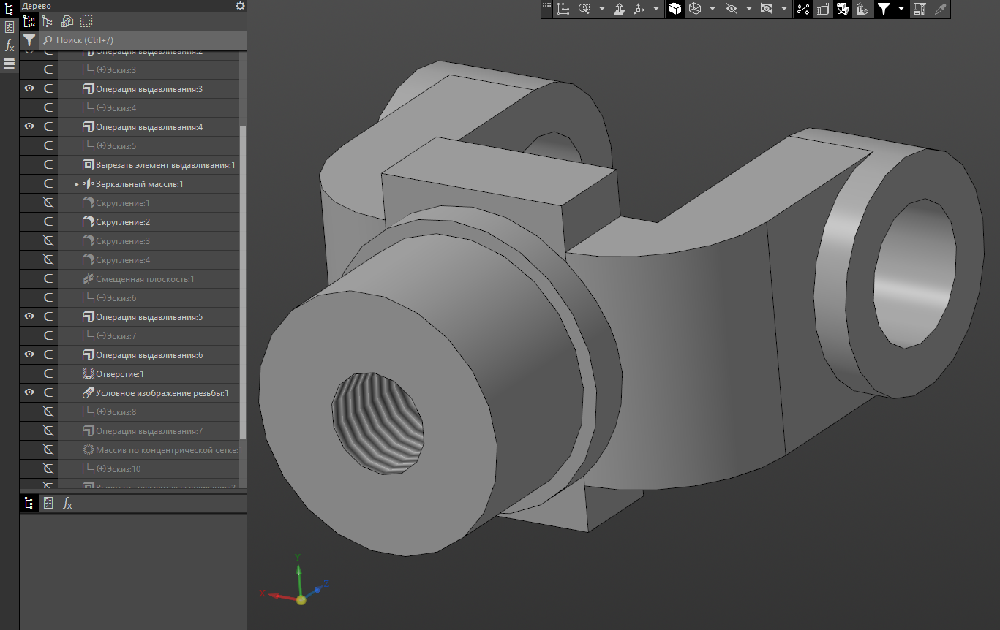 Дерево
Поиск (Ctrl+/)
Операция выдавливания:2
(+)Эскиз:3
Операция выдавливания:3
(−)Эскиз:4
Операция выдавливания:4
(+)Эскиз:5
Вырезать элемент выдавливания:1
Зеркальный массив:1
Скругление:1
Скругление:2
Скругление:3
Скругление:4
Смещенная плоскость:1
(−)Эскиз:6
Операция выдавливания:5
(−)Эскиз:7
Операция выдавливания:6
Отверстие:1
Условное изображение резьбы:1
(+)Эскиз:8
Операция выдавливания:7
Массив по концентрической сетке:
(+)Эскиз:10
Вырезать элемент выдавливания:2
Y
Z
X